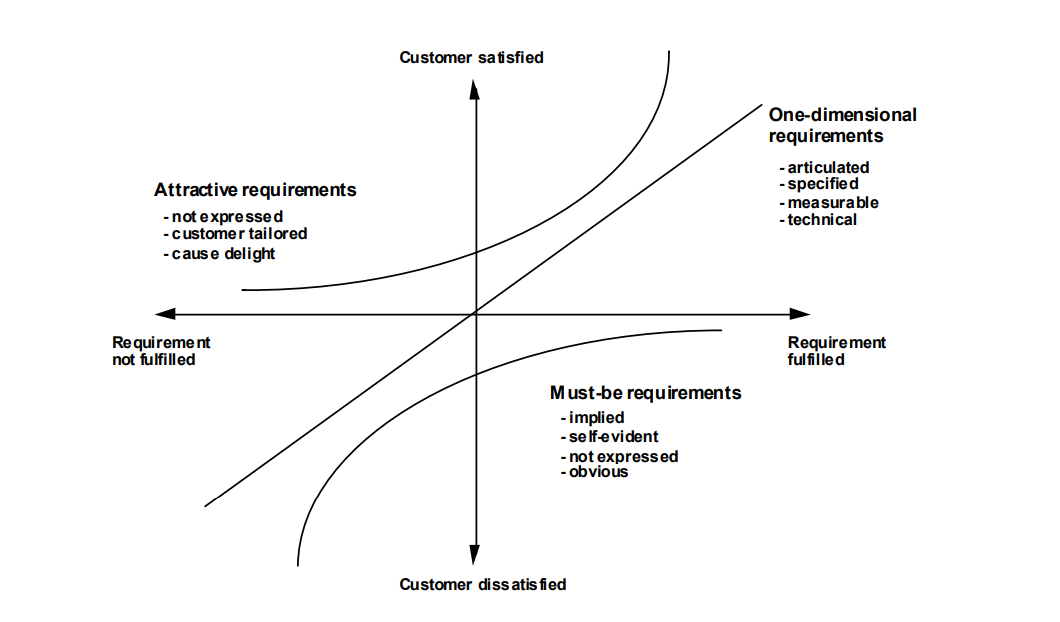 Customer satisfied
One-dimensional
requirements
- articulated
- specified
- measurable
- technical
Attractive requirements
- not expressed
- customer tailored
- cause delight
Requirement
not fulfilled
Requirement
fulfilled
Must-be requirements
- implied
- self-evident
- not expressed
- obvious
Customer dissatisfied